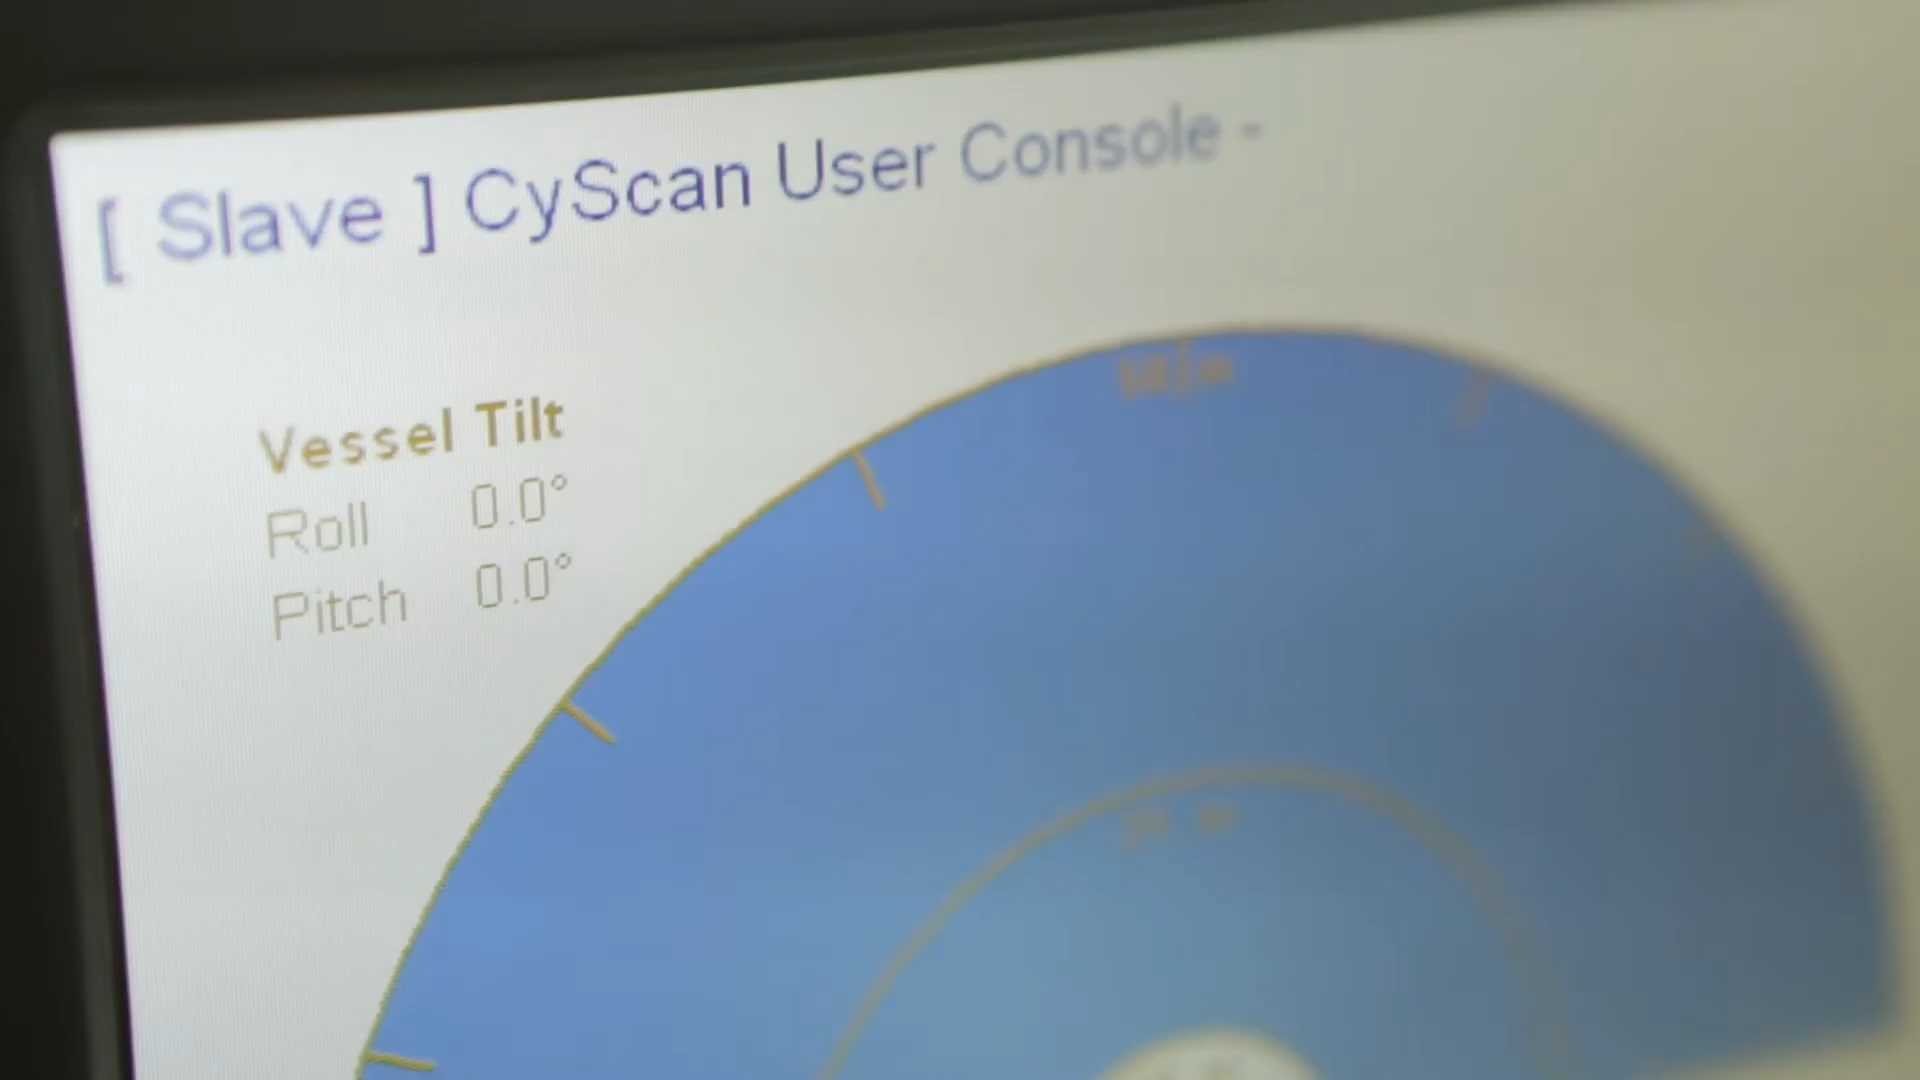 [ Slave ] CyScan User Console -
Vessel Tilt
Roll 0.0°
Pitch 0.0°